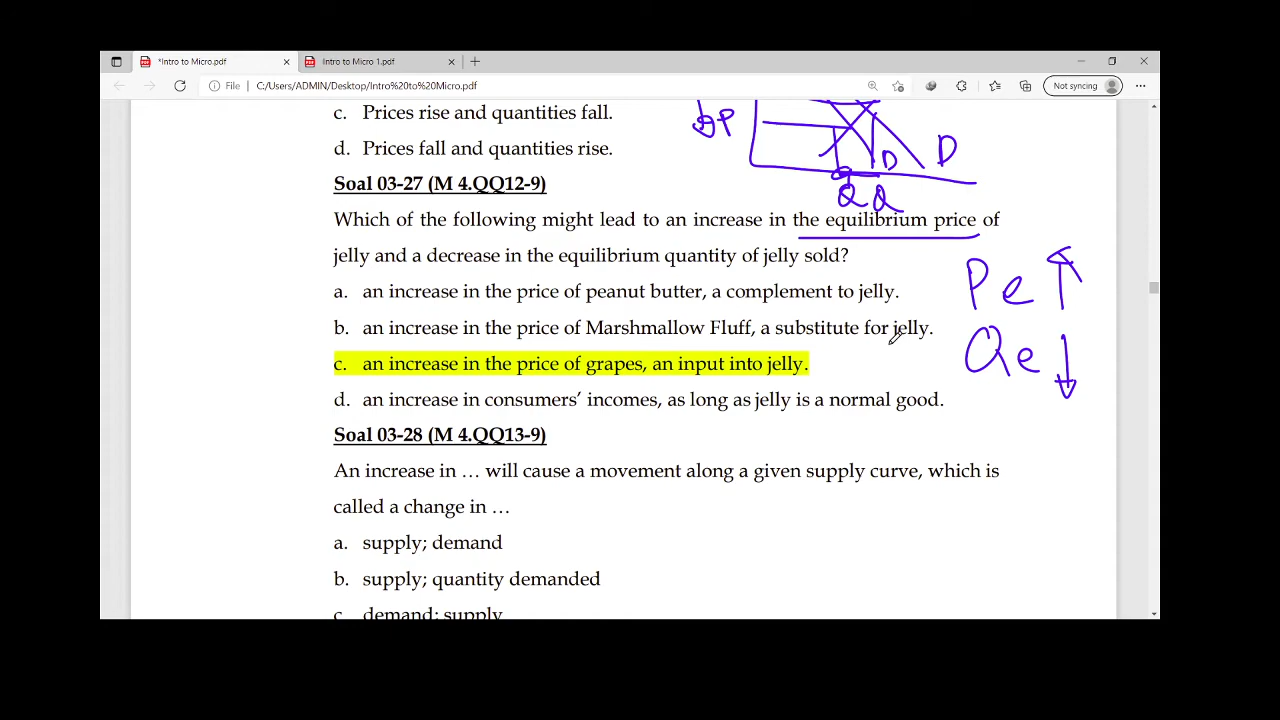 *Intro to Micro.pdf
Intro to Micro 1.pdf
File
C:/Users/ADMIN/Desktop/Intro%20to%20Micro.pdf
Not syncing
c. Prices rise and quantities fall.
d. Prices fall and quantities rise.
P
D
D
Q Q
Soal 03-27 (M 4.QQ12-9)
Which of the following might lead to an increase in the equilibrium price of
jelly and a decrease in the equilibrium quantity of jelly sold?
a. an increase in the price of peanut butter, a complement to jelly.
b. an increase in the price of Marshmallow Fluff, a substitute for jelly.
c. an increase in the price of grapes, an input into jelly.
d. an increase in consumers’ incomes, as long as jelly is a normal good.
Pe ↑
Qe ↓
Soal 03-28 (M 4.QQ13-9)
An increase in … will cause a movement along a given supply curve, which is
called a change in …
a. supply; demand
b. supply; quantity demanded
c. demand; supply